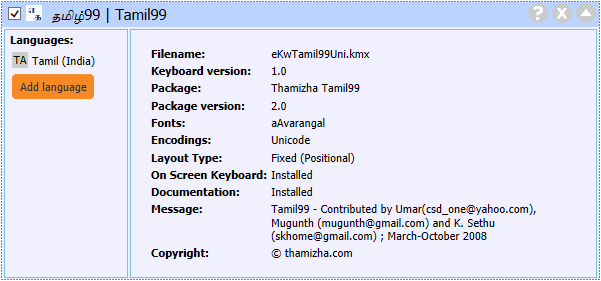 தமிழ்99 | Tamil99
Languages:
TA Tamil (India)
Add language
Filename: eKwTamil99Uni.kmx
Keyboard version: 1.0
Package: Thamizha Tamil99
Package version: 2.0
Fonts: aAvarangal
Encodings: Unicode
Layout Type: Fixed (Positional)
On Screen Keyboard: Installed
Documentation: Installed
Message: Tamil99 - Contributed by Umar(csd_one@yahoo.com),
Mugunth (mugunth@gmail.com) and K. Sethu
(skhome@gmail.com) ; March-October 2008
Copyright: © thamizha.com